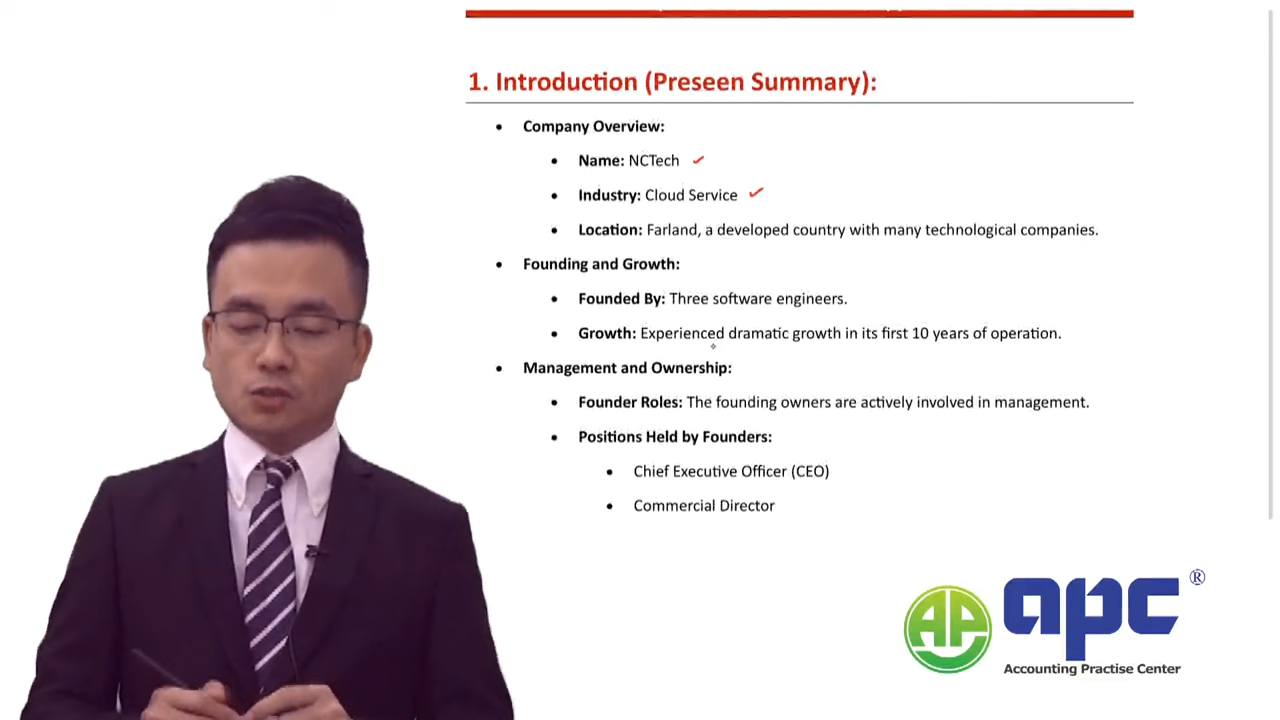 1. Introduction (Preseen Summary):
• Company Overview:
• Name: NCTech
• Industry: Cloud Service
• Location: Farland, a developed country with many technological companies.
• Founding and Growth:
• Founded By: Three software engineers.
• Growth: Experienced dramatic growth in its first 10 years of operation.
• Management and Ownership:
• Founder Roles: The founding owners are actively involved in management.
• Positions Held by Founders:
• Chief Executive Officer (CEO)
• Commercial Director
AP apc ®
Accounting Practise Center